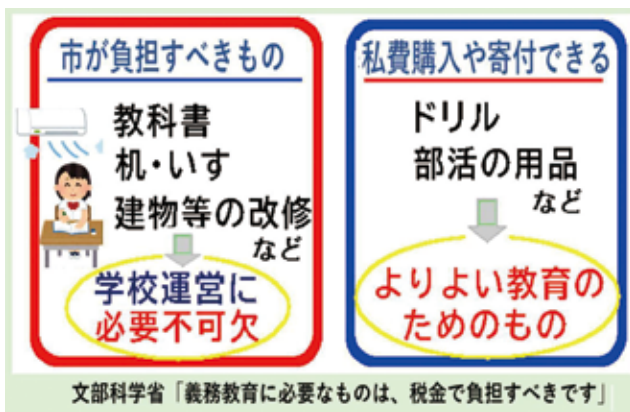 市が負担すべきもの
教科書
机・いす
建物等の改修
など
学校運営に
必要不可欠
私費購入や寄付できる
ドリル
部活の用品
など
よりよい教育の
ためのもの
文部科学省「義務教育に必要なものは、税金で負担すべきです」